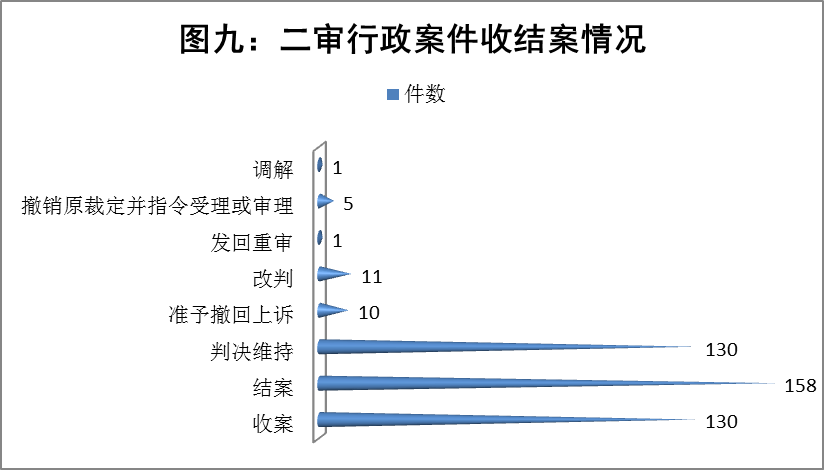 图九：二审行政案件收结案情况
件数
调解 1
撤销原裁定并指令受理或审理 5
发回重审 1
改判 11
准予撤回上诉 10
判决维持 130
结案 158
收案 130